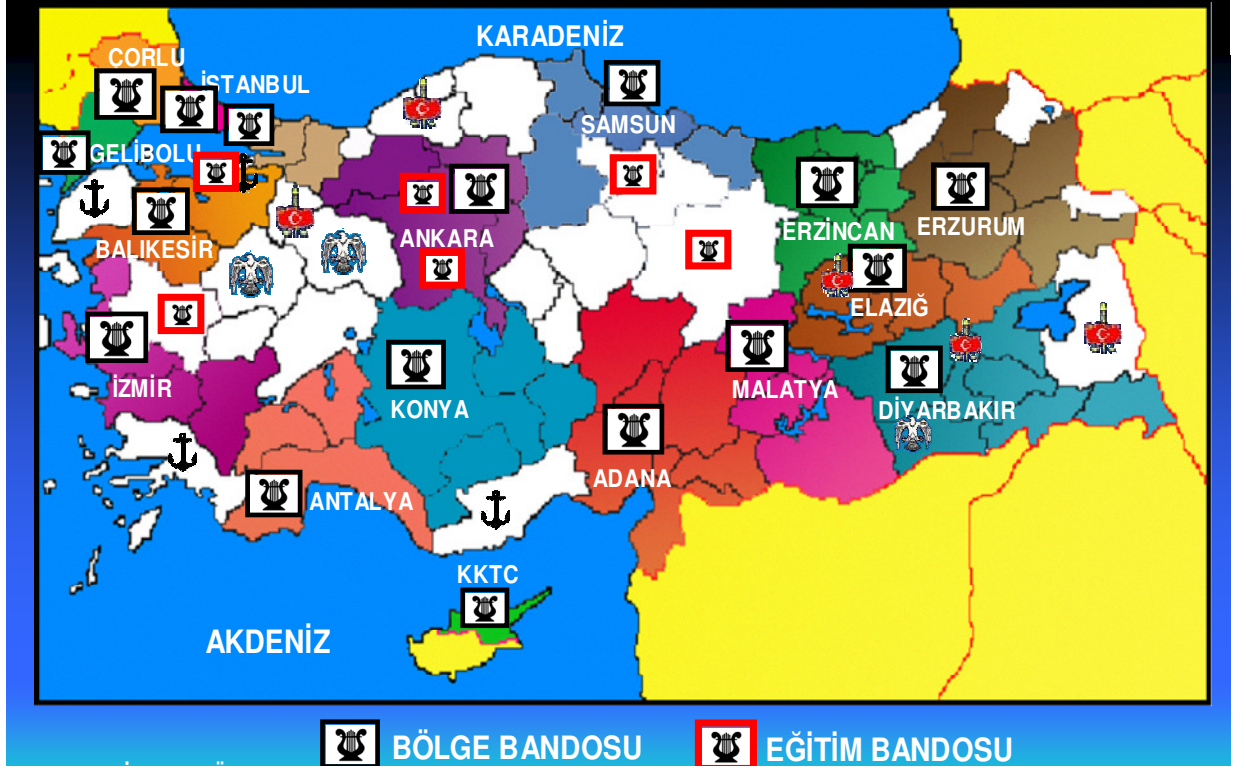 KARADENİZ
ÇORLU
İSTANBUL
SAMSUN
GELİBOLU
BALIKESİR
ANKARA
ERZİNCAN
ERZURUM
ELAZIĞ
İZMİR
KONYA
MALATYA
DİYARBAKIR
ADANA
ANTALYA
KKTC
AKDENİZ
BÖLGE BANDOSU
EĞİTİM BANDOSU